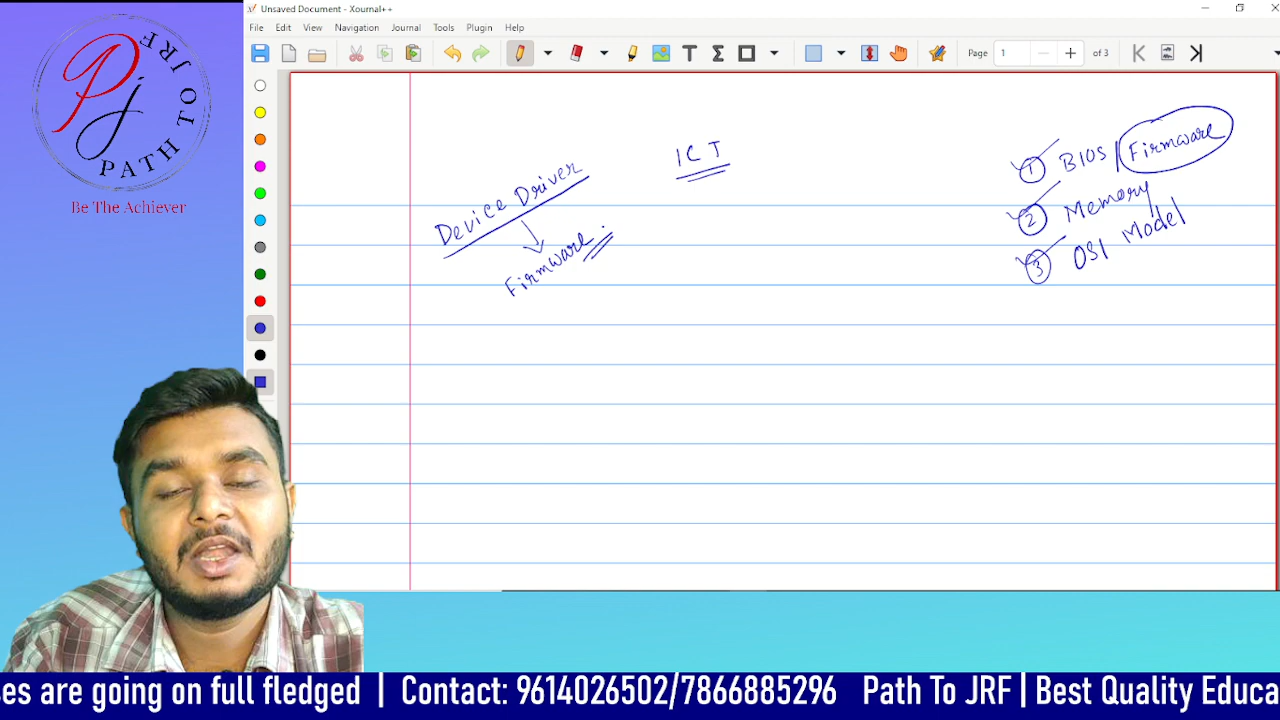 Unsaved Document - Xournal++
File Edit View Navigation Journal Tools Plugin Help
Page 1 of 3
PJ
PATH TO JRF
Be The Achiever
ICT
Device Driver
Firmware.
1 BIOS | Firmware
2 Memory
3 OSI Model
ses are going on full fledged | Contact: 9614026502/7866885296 Path To JRF | Best Quality Educa